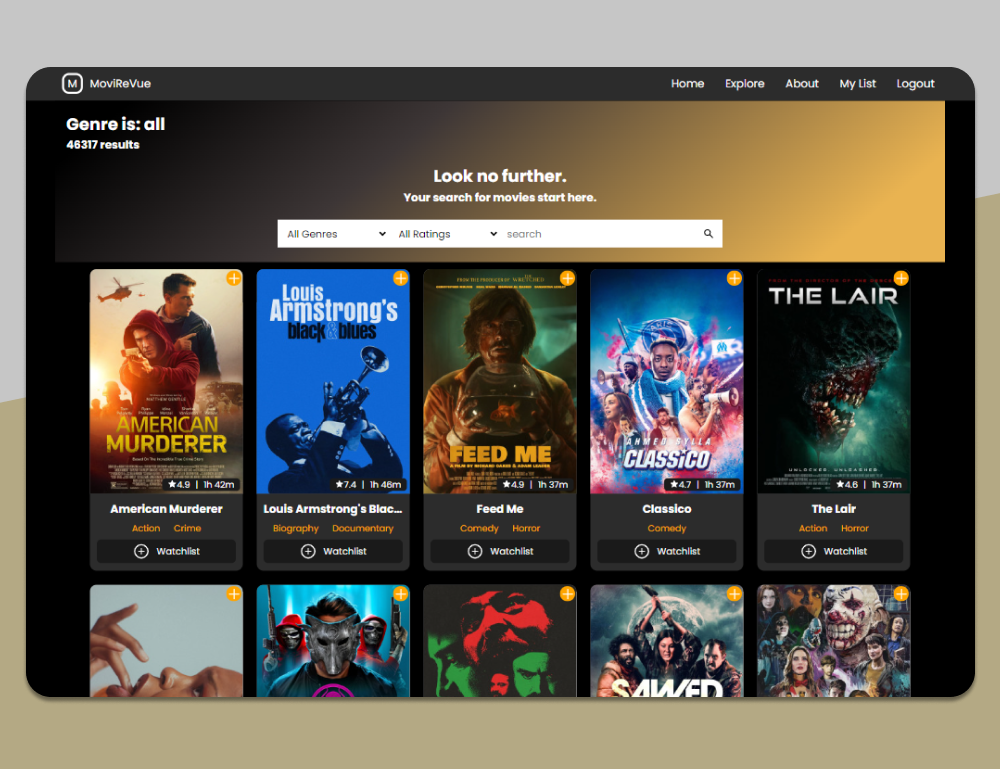 M MoviReVue Home Explore About My List Logout
Genre is: all
46317 results
Look no further.
Your search for movies start here.
All Genres All Ratings search
AMERICAN
MURDERER
★4.9 | 1h 42m
American Murderer
Action Crime
Watchlist
Louis
Armstrong's
black & blues
★7.4 | 1h 46m
Louis Armstrong's Blac...
Biography Documentary
Watchlist
FEED ME
★4.9 | 1h 37m
Feed Me
Comedy Horror
Watchlist
AHMED SYLLA
CLASSICO
★4.7 | 1h 37m
Classico
Comedy
Watchlist
THE LAIR
UNLOCKED. UNLEASHED.
★4.6 | 1h 37m
The Lair
Action Horror
Watchlist
SAWED